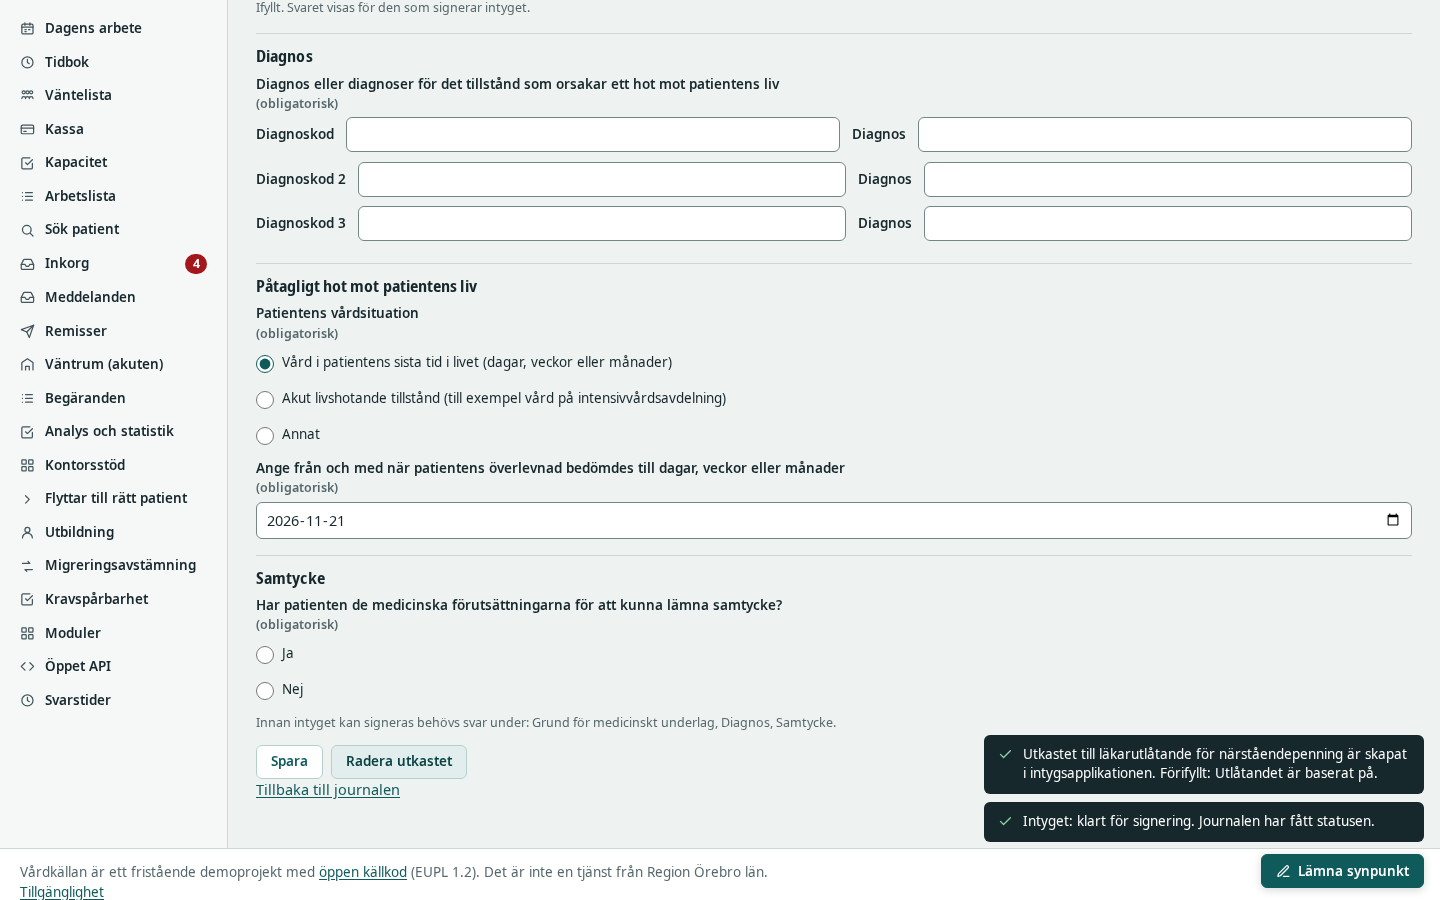 Dagens arbete
Tidbok
Väntelista
Kassa
Kapacitet
Arbetslista
Sök patient
Inkorg 4
Meddelanden
Remisser
Väntrum (akuten)
Begäranden
Analys och statistik
Kontorsstöd
Flyttar till rätt patient
Utbildning
Migreringsavstämning
Kravspårbarhet
Moduler
Öppet API
Svarstider
Ifyllt. Svaret visas för den som signerar intyget.
Diagnos
Diagnos eller diagnoser för det tillstånd som orsakar ett hot mot patientens liv
(obligatorisk)
Diagnoskod Diagnos
Diagnoskod 2 Diagnos
Diagnoskod 3 Diagnos
Påtagligt hot mot patientens liv
Patientens vårdsituation
(obligatorisk)
Vård i patientens sista tid i livet (dagar, veckor eller månader)
Akut livshotande tillstånd (till exempel vård på intensivvårdsavdelning)
Annat
Ange från och med när patientens överlevnad bedömdes till dagar, veckor eller månader
(obligatorisk)
2026-11-21
Samtycke
Har patienten de medicinska förutsättningarna för att kunna lämna samtycke?
(obligatorisk)
Ja
Nej
Innan intyget kan signeras behövs svar under: Grund för medicinskt underlag, Diagnos, Samtycke.
Spara Radera utkastet
Tillbaka till journalen
Utkastet till läkarutlåtande för närståendepenning är skapat
i intygsapplikationen. Förifyllt: Utlåtandet är baserat på.
Intyget: klart för signering. Journalen har fått statusen.
Vårdkällan är ett fristående demoprojekt med öppen källkod (EUPL 1.2). Det är inte en tjänst från Region Örebro län.
Tillgänglighet
Lämna synpunkt